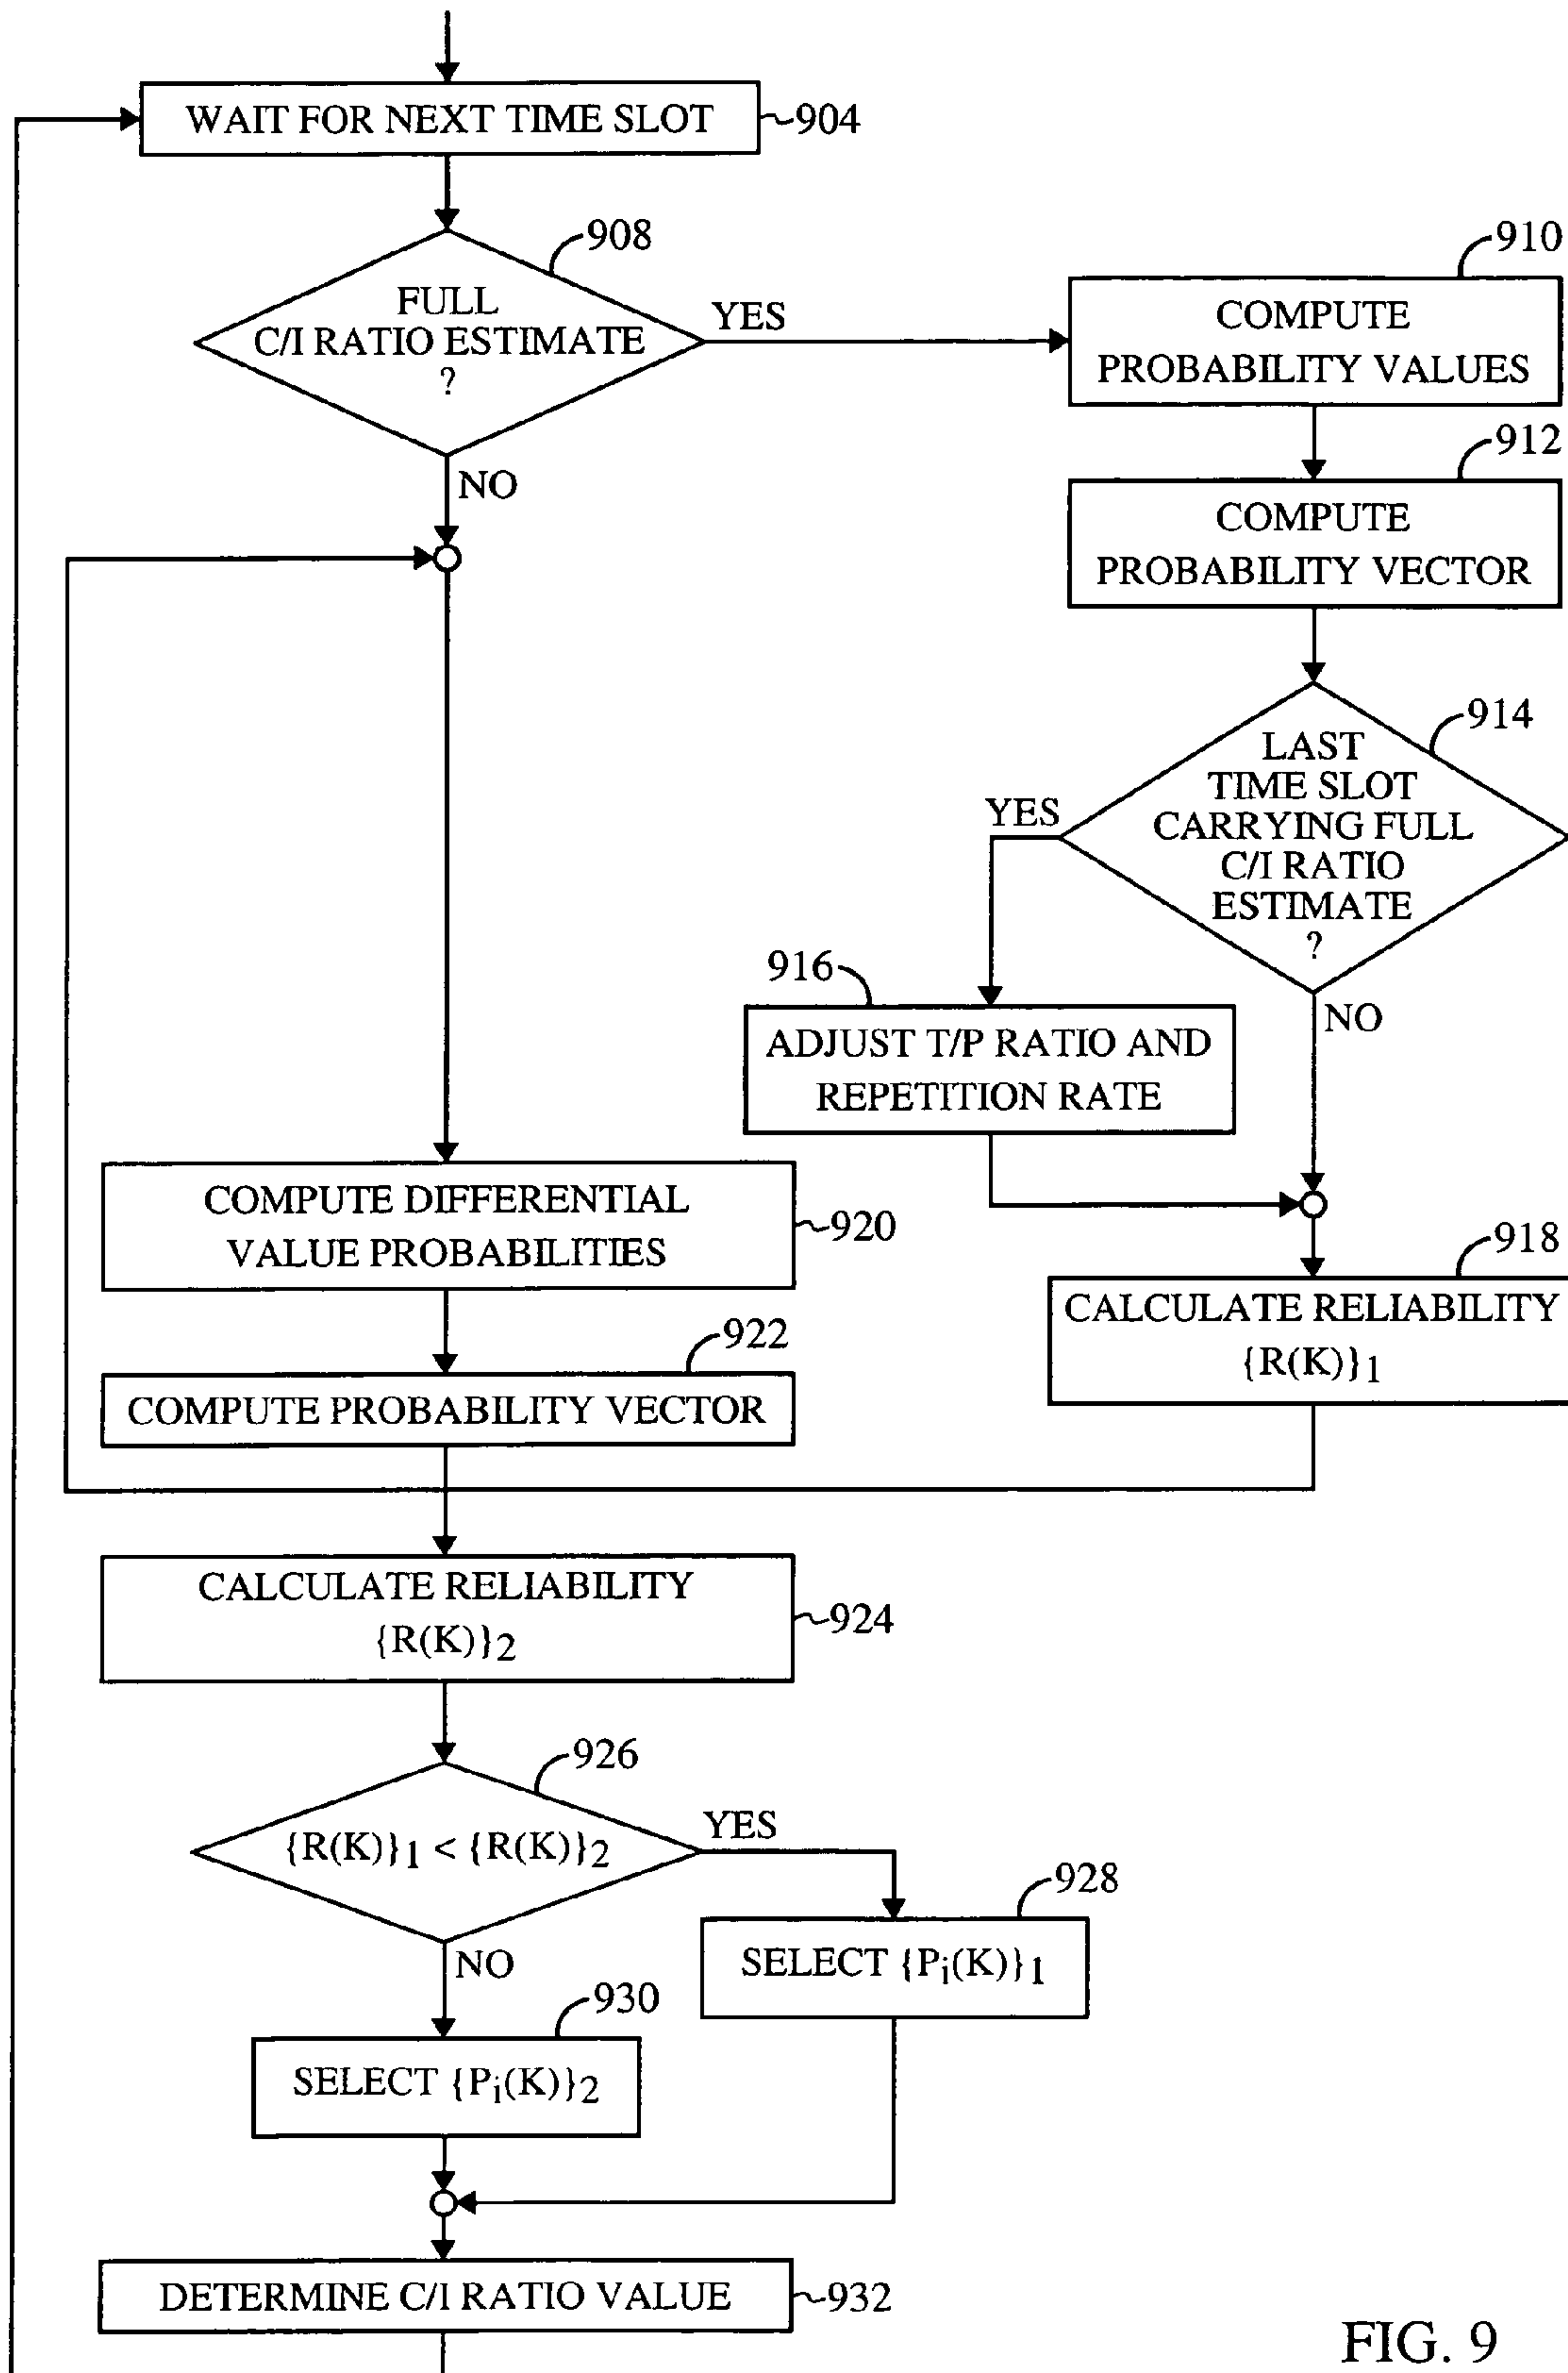 WAIT FOR NEXT TIME SLOT
904
908
FULL
C/I RATIO ESTIMATE
?
YES
NO
910
COMPUTE
PROBABILITY VALUES
912
COMPUTE
PROBABILITY VECTOR
914
LAST
TIME SLOT
CARRYING FULL
C/I RATIO
ESTIMATE
?
YES
NO
916
ADJUST T/P RATIO AND
REPETITION RATE
918
CALCULATE RELIABILITY
{R(K)}1
COMPUTE DIFFERENTIAL
VALUE PROBABILITIES
920
922
COMPUTE PROBABILITY VECTOR
CALCULATE RELIABILITY
{R(K)}2
924
926
{R(K)}1 < {R(K)}2
YES
NO
928
SELECT {Pi(K)}1
930
SELECT {Pi(K)}2
DETERMINE C/I RATIO VALUE
932
FIG. 9